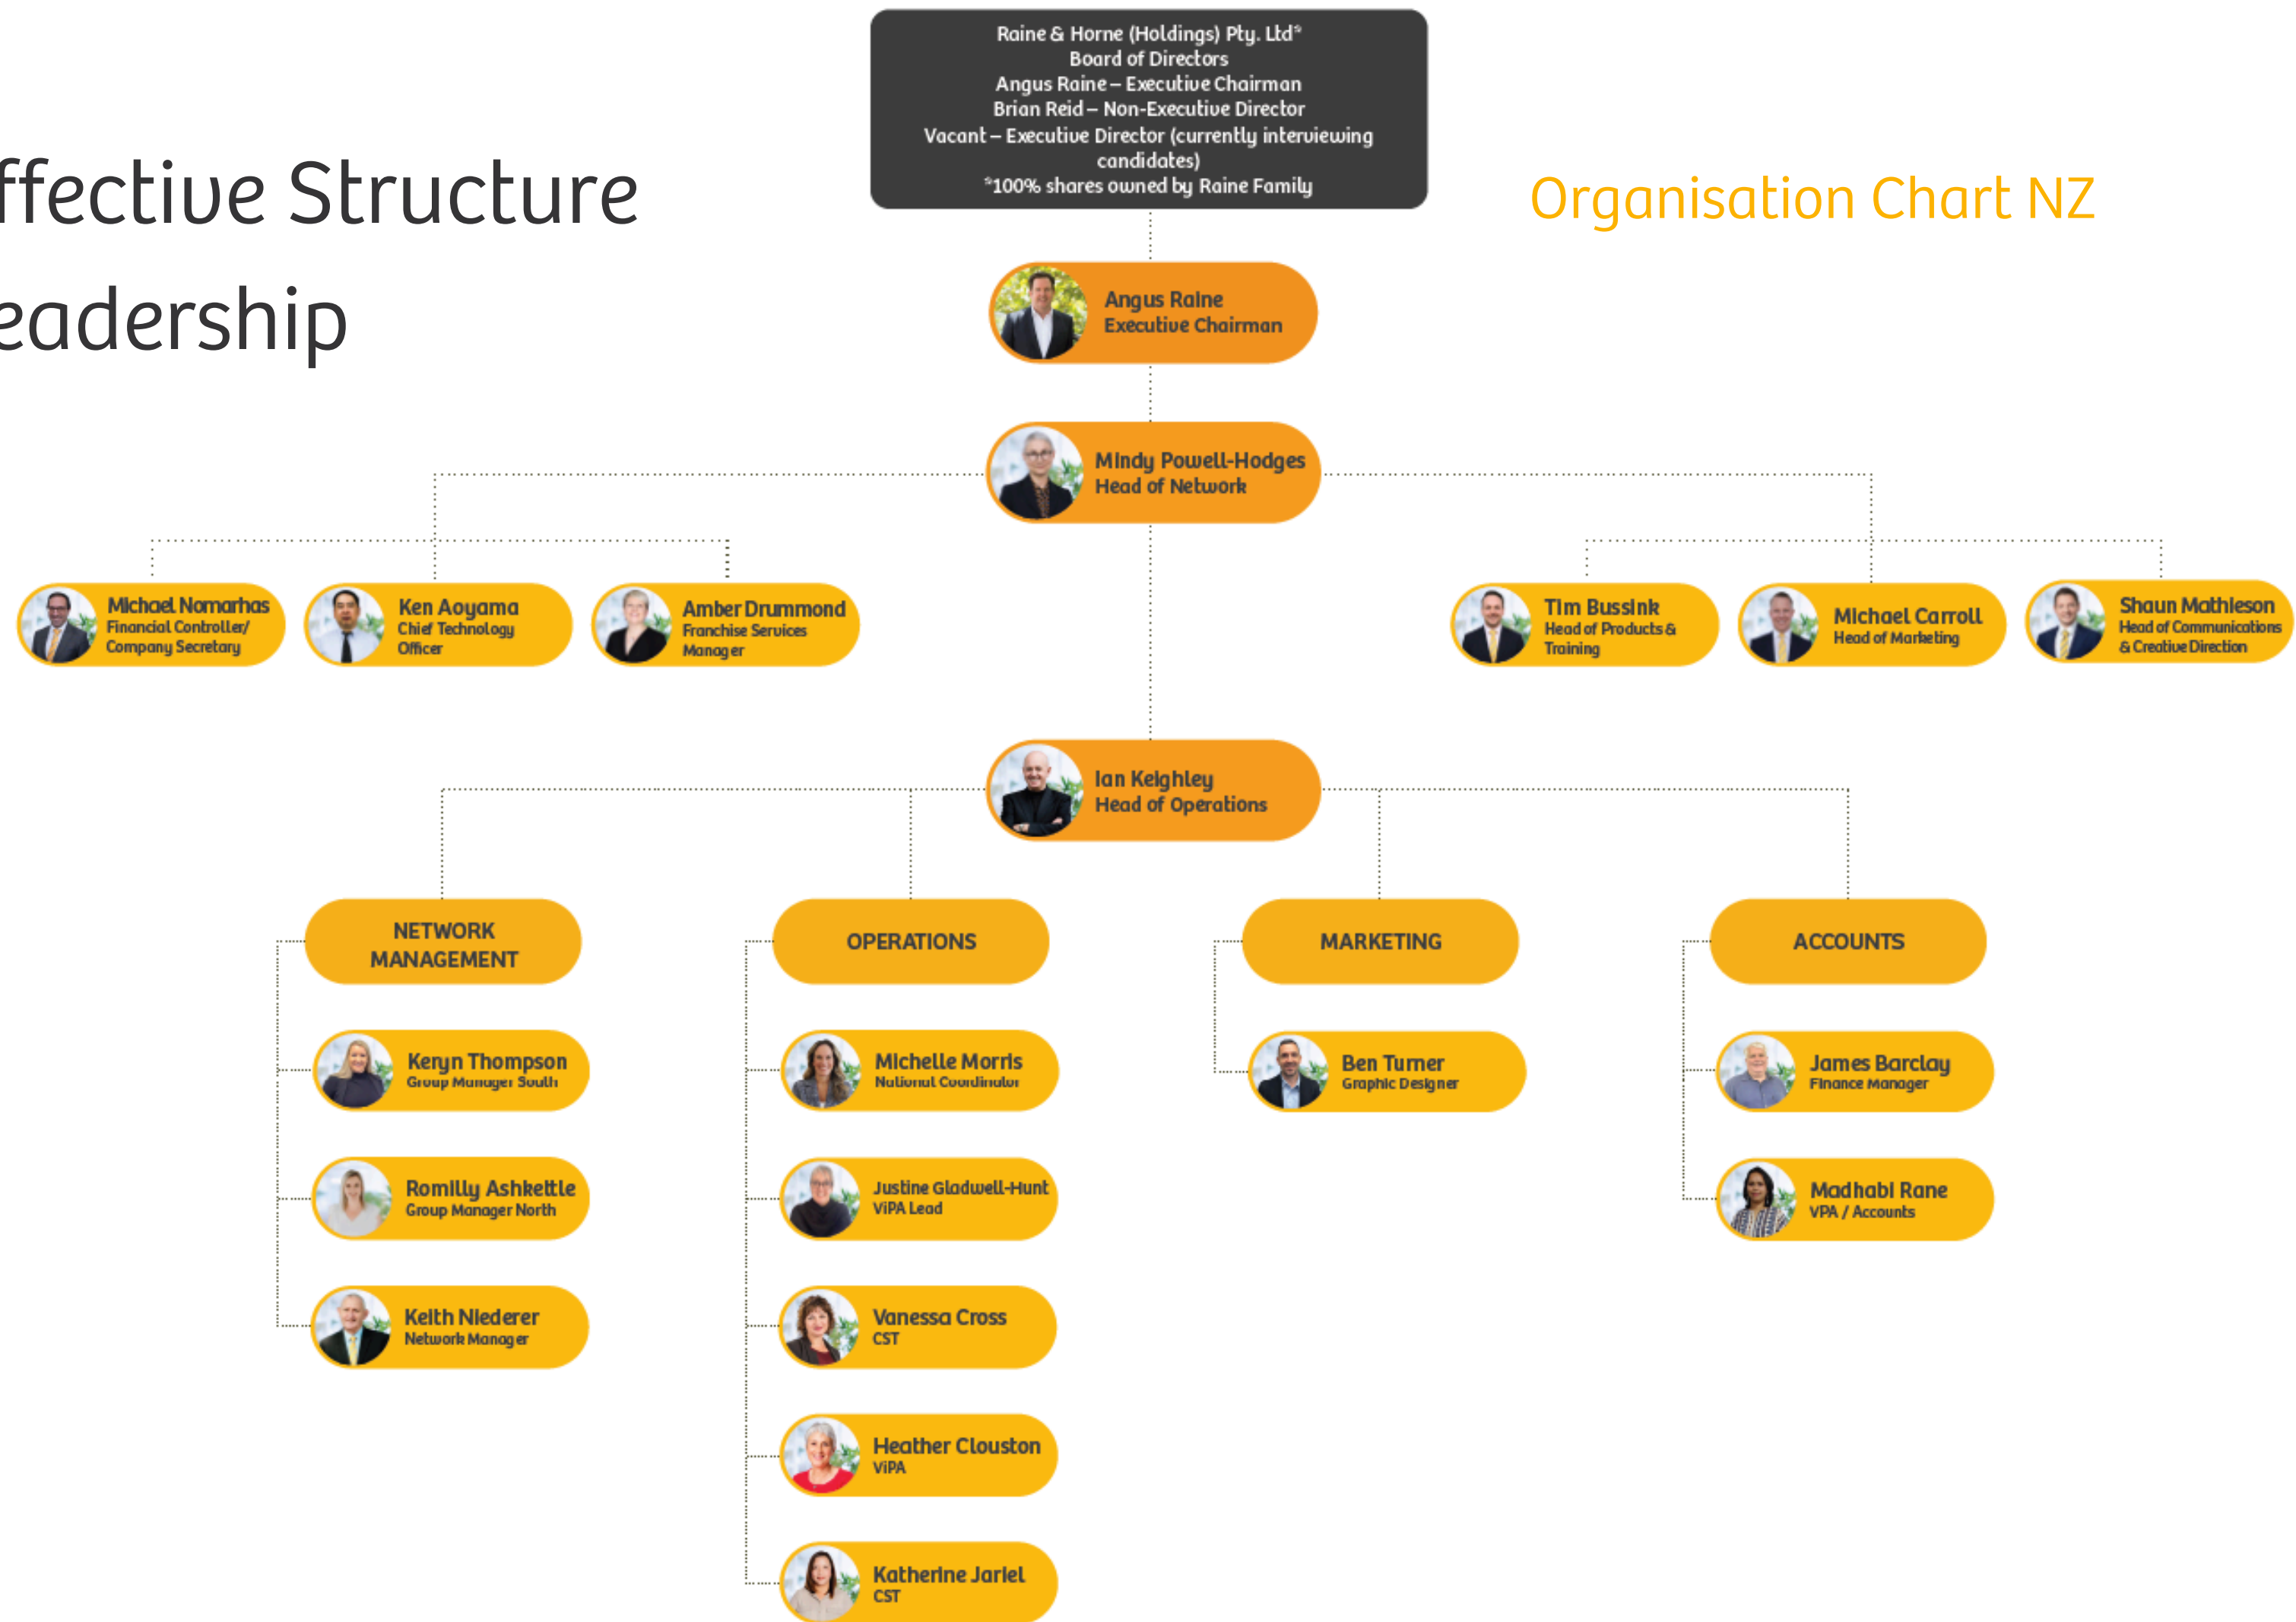 Raine & Horne (Holdings) Pty. Ltd*
Board of Directors
Angus Raine – Executive Chairman
Brian Reid – Non-Executive Director
Vacant – Executive Director (currently interviewing
candidates)
*100% shares owned by Raine Family
ffective Structure
eadership
Organisation Chart NZ
Angus Raine
Executive Chairman
Mindy Powell-Hodges
Head of Network
Michael Nomarhas
Financial Controller/
Company Secretary
Ken Aoyama
Chief Technology
Officer
Amber Drummond
Franchise Services
Manager
Tim Bussink
Head of Products &
Training
Michael Carroll
Head of Marketing
Shaun Mathieson
Head of Communications
& Creative Direction
Ian Keighley
Head of Operations
NETWORK
MANAGEMENT
Keryn Thompson
Group Manager South
Romilly Ashkettle
Group Manager North
Keith Niederer
Network Manager
OPERATIONS
Michelle Morris
National Coordinator
Justine Gladwell-Hunt
ViPA Lead
Vanessa Cross
CST
Heather Clouston
ViPA
Katherine Jariel
CST
MARKETING
Ben Turner
Graphic Designer
ACCOUNTS
James Barclay
Finance Manager
Madhabi Rane
VPA / Accounts